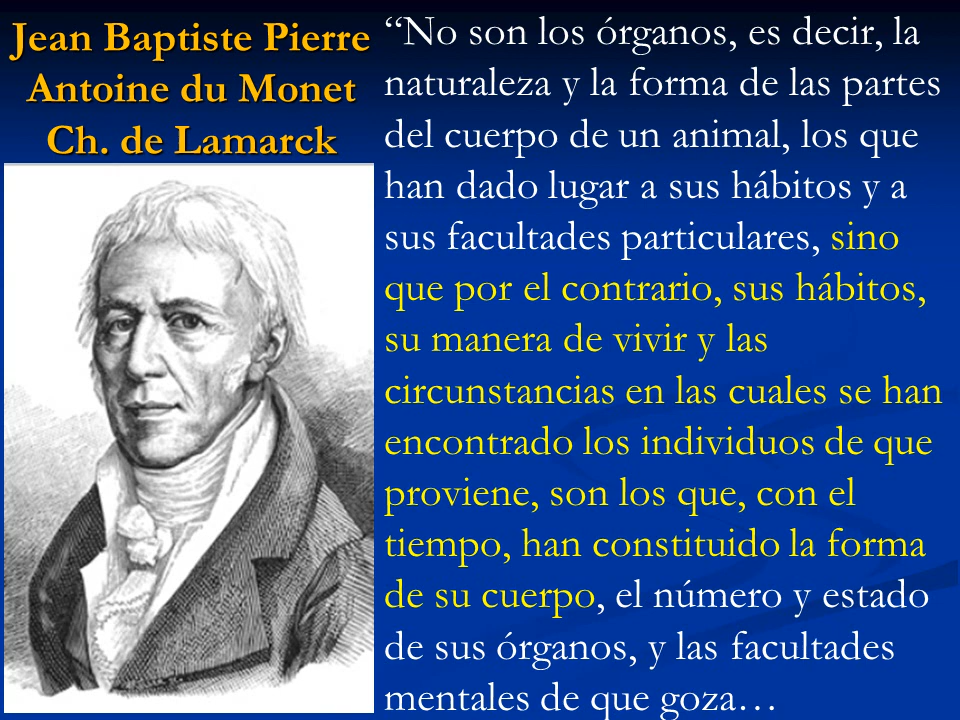 Jean Baptiste Pierre
Antoine du Monet
Ch. de Lamarck
“No son los órganos, es decir, la
naturaleza y la forma de las partes
del cuerpo de un animal, los que
han dado lugar a sus hábitos y a
sus facultades particulares, sino
que por el contrario, sus hábitos,
su manera de vivir y las
circunstancias en las cuales se han
encontrado los individuos de que
proviene, son los que, con el
tiempo, han constituido la forma
de su cuerpo, el número y estado
de sus órganos, y las facultades
mentales de que goza…